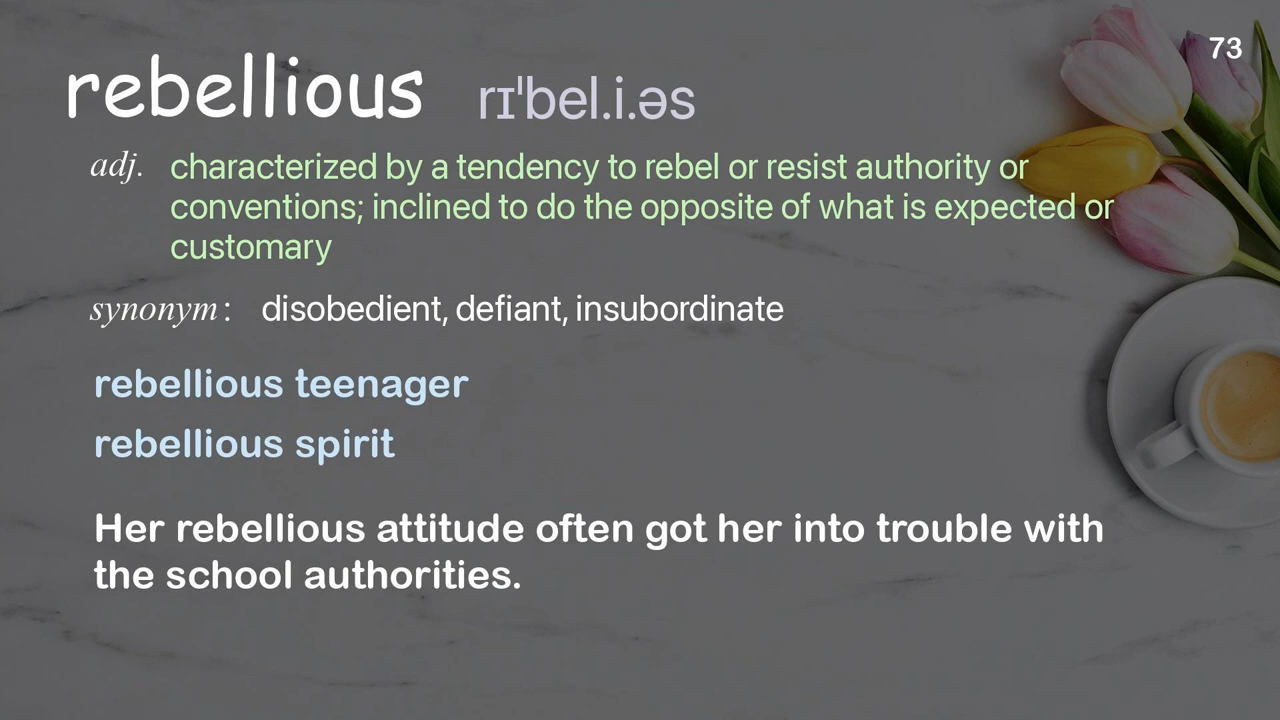 73
rebellious rɪˈbel.i.əs
adj. characterized by a tendency to rebel or resist authority or
conventions; inclined to do the opposite of what is expected or
customary
synonym: disobedient, defiant, insubordinate
rebellious teenager
rebellious spirit
Her rebellious attitude often got her into trouble with
the school authorities.